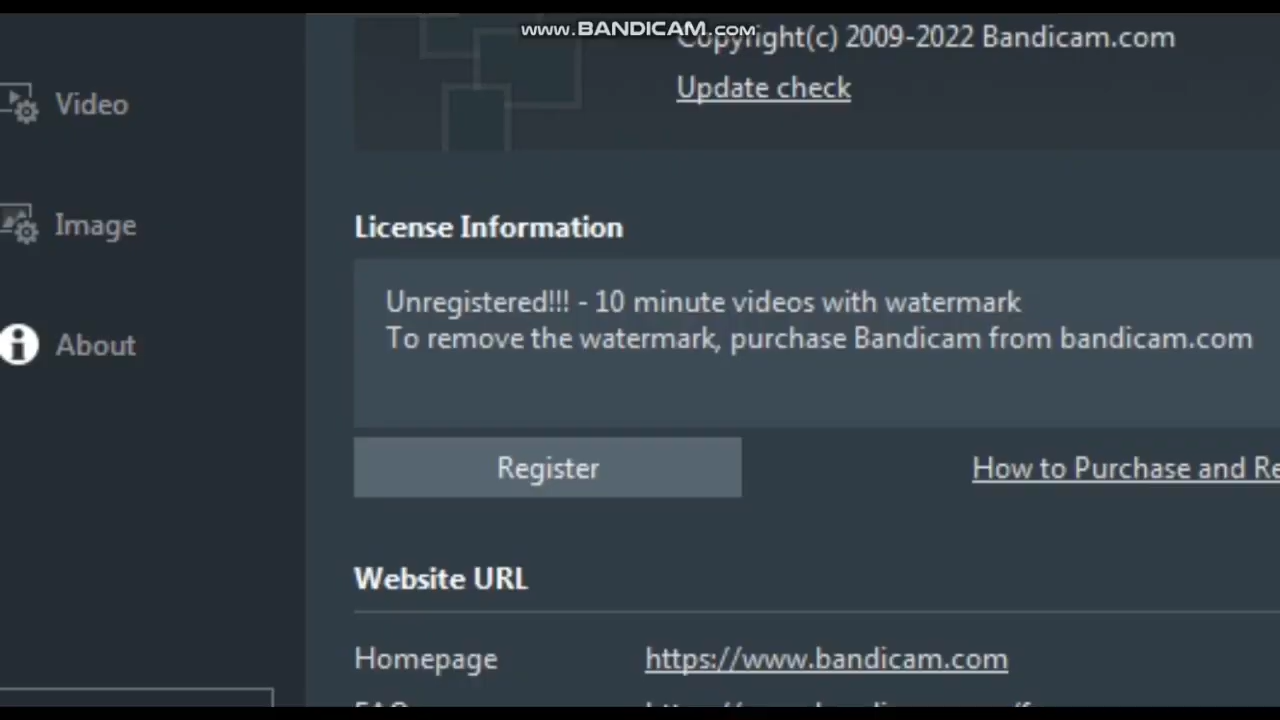 www.BANDICAM.com
Copyright(c) 2009-2022 Bandicam.com
Update check
Video
Image
About
License Information
Unregistered!!! - 10 minute videos with watermark
To remove the watermark, purchase Bandicam from bandicam.com
Register
How to Purchase and Re
Website URL
Homepage
https://www.bandicam.com